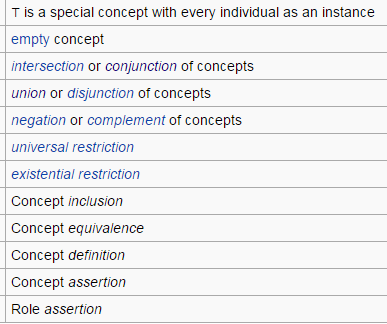 T is a special concept with every individual as an instance
empty concept
intersection or conjunction of concepts
union or disjunction of concepts
negation or complement of concepts
universal restriction
existential restriction
Concept inclusion
Concept equivalence
Concept definition
Concept assertion
Role assertion